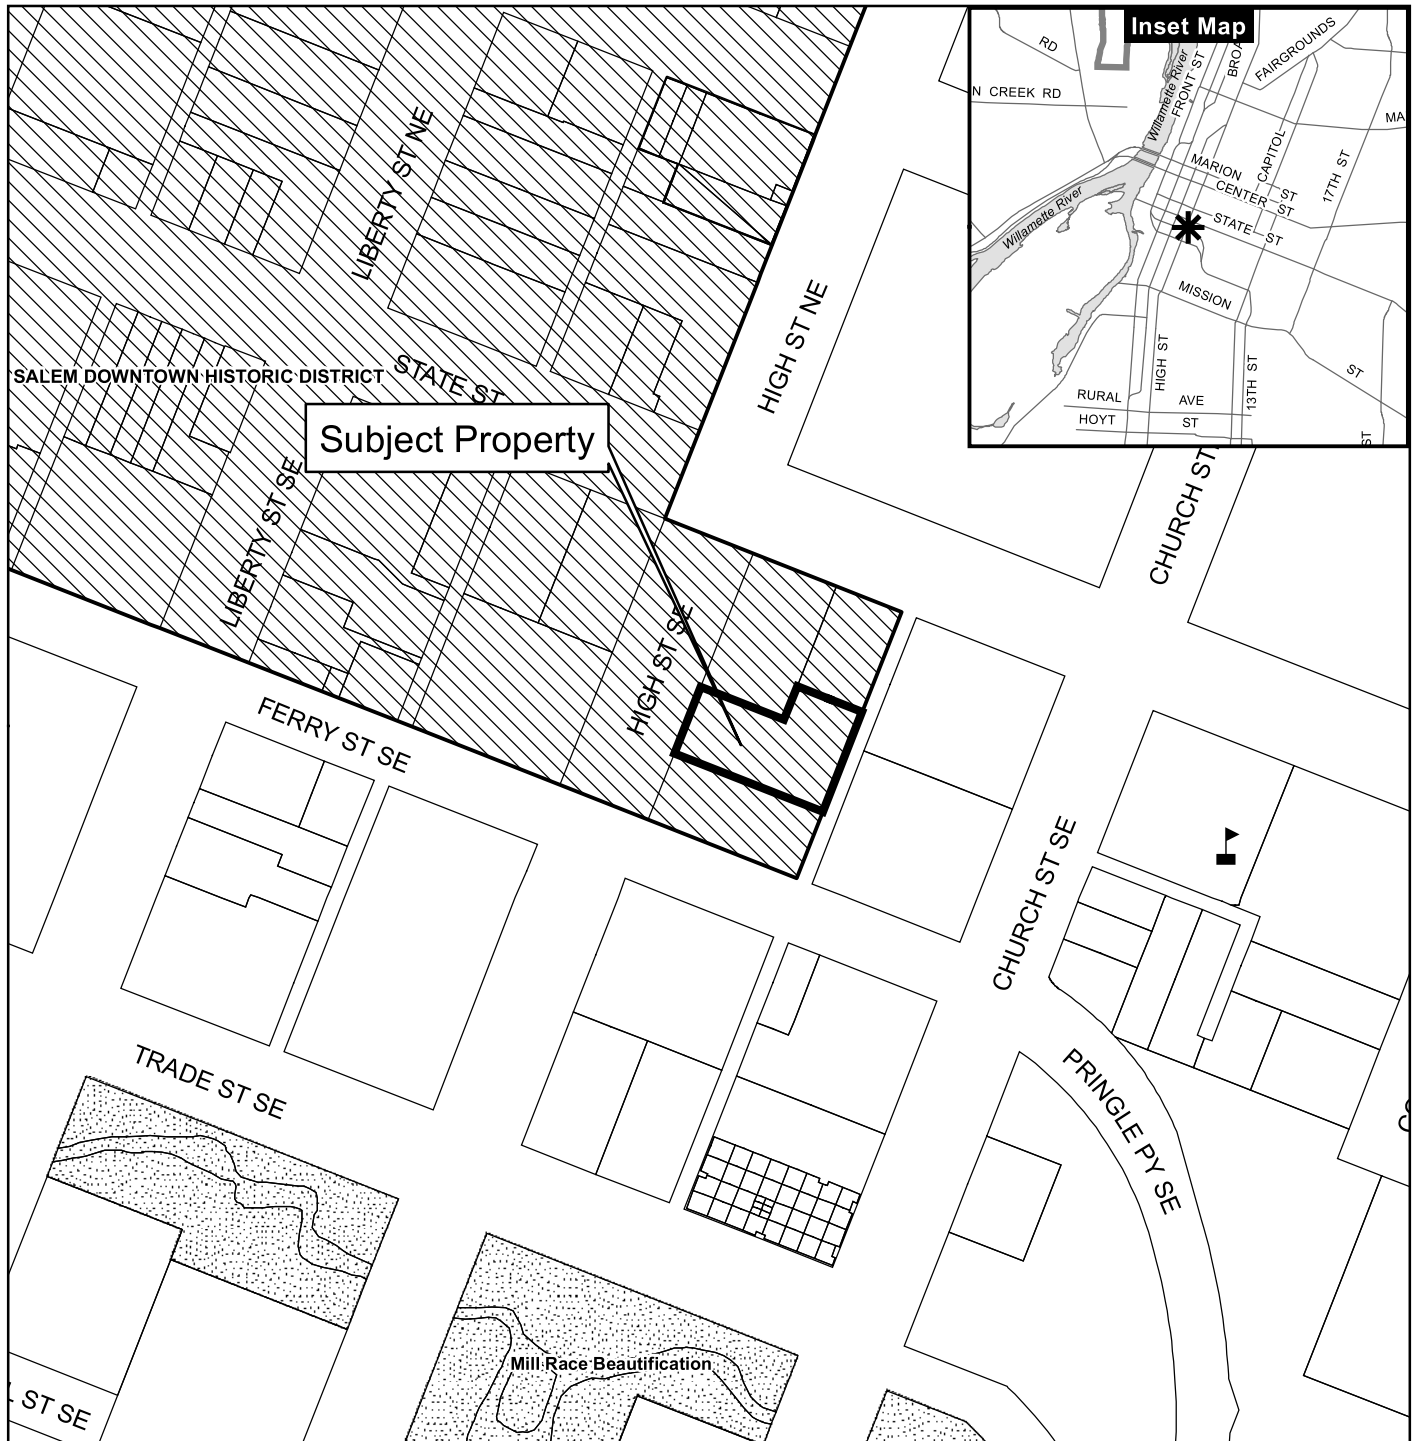 Inset Map
RD
N CREEK RD
Willamette River
FRONT ST
FAIRGROUNDS
MARION
ST
CENTER
ST
STATE
ST
CAPITOL
17TH ST
Willamette River
MISSION
ST
HIGH ST
13TH ST
RURAL
AVE
HOYT
ST
ST
LIBERTY ST NE
HIGH ST NE
SALEM DOWNTOWN HISTORIC DISTRICT
STATE ST
Subject Property
LIBERTY ST SE
CHURCH ST
HIGH ST SE
FERRY ST SE
CHURCH ST SE
TRADE ST SE
PRINGLE PY SE
Mill Race Beautification
ST SE